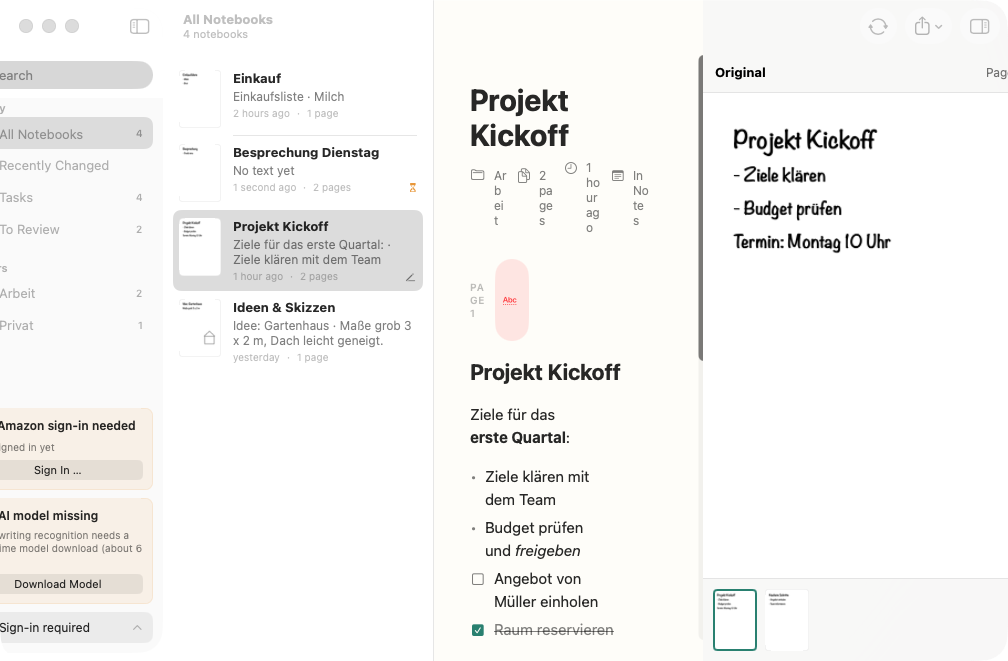 All Notebooks
4 notebooks
earch
y
All Notebooks 4
Recently Changed
Tasks 4
To Review 2
rs
Arbeit 2
Privat 1
Amazon sign-in needed
igned in yet
Sign In ...
AI model missing
writing recognition needs a
ime model download (about 6
Download Model
Sign-in required
Einkauf
Einkaufsliste · Milch
2 hours ago · 1 page
Besprechung Dienstag
No text yet
1 second ago · 2 pages
Projekt Kickoff
Ziele für das erste Quartal: ·
Ziele klären mit dem Team
1 hour ago · 2 pages
Ideen & Skizzen
Idee: Gartenhaus · Maße grob 3
x 2 m, Dach leicht geneigt.
yesterday · 1 page
Projekt
Kickoff
Ar
b
ei
t
2
pa
ge
s
1
ho
ur
ag
o
In
No
te
s
PA
GE
1
Abc
Projekt Kickoff
Ziele für das
erste Quartal:
• Ziele klären mit
dem Team
• Budget prüfen
und freigeben
Angebot von
Müller einholen
Raum reservieren
Original Pag
Projekt Kickoff
- Ziele klären
- Budget prüfen
Termin: Montag 10 Uhr